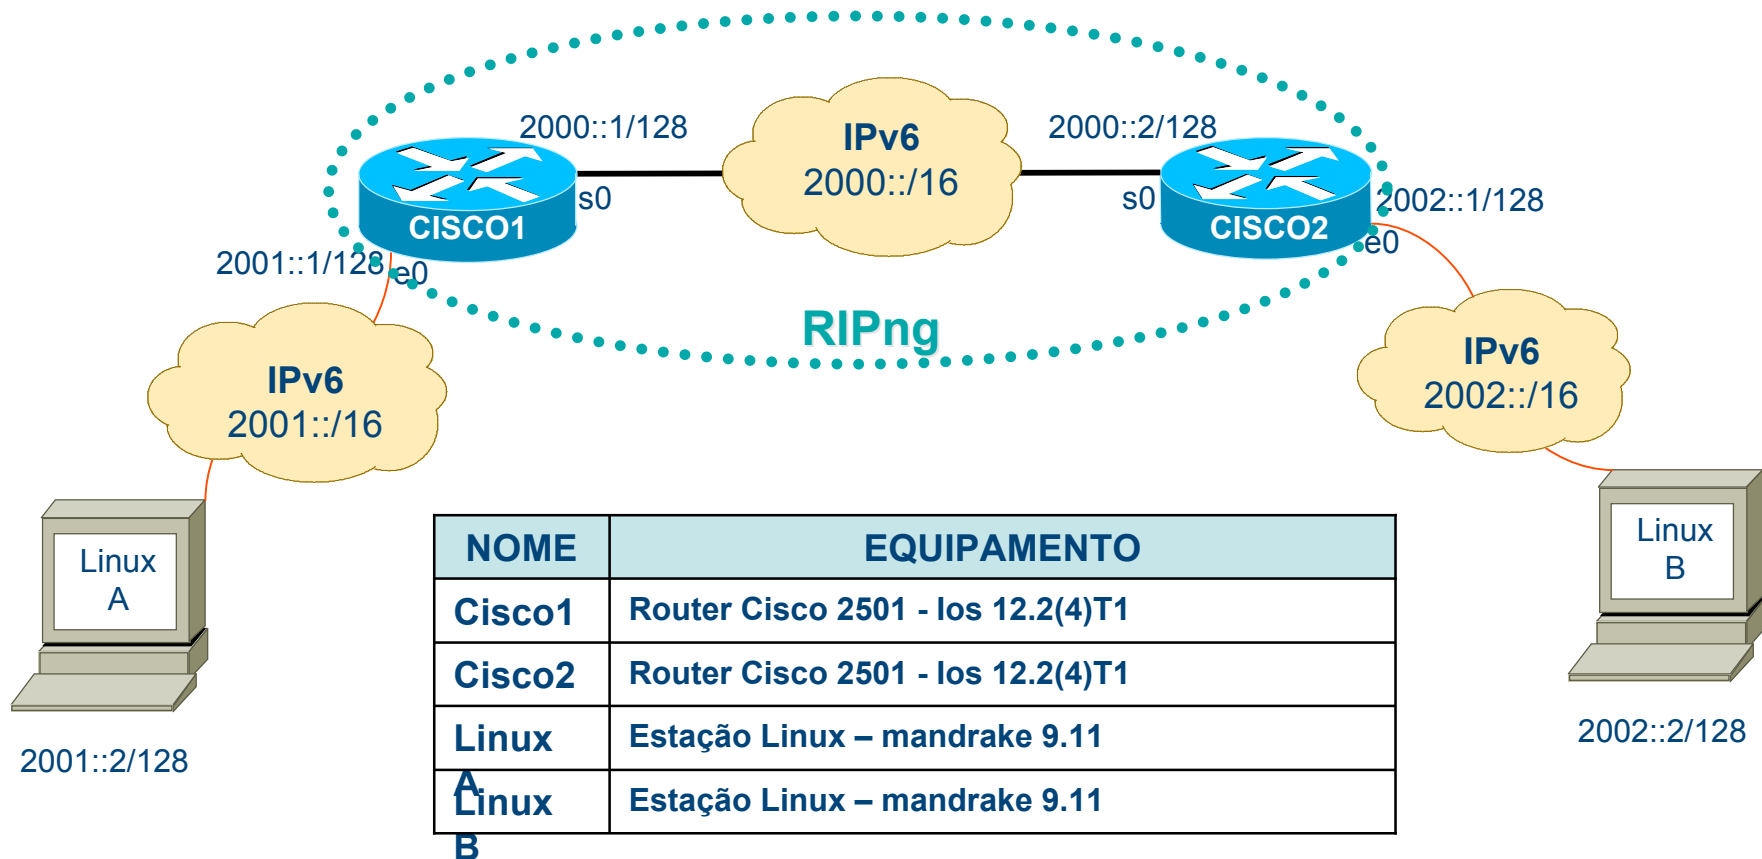 2000::1/128
IPv6
2000::/16
2000::2/128
s0
s0
CISCO1
CISCO2
2002::1/128
e0
2001::1/128
e0
RIPng
IPv6
2001::/16
IPv6
2002::/16
Linux
A
Linux
B
2001::2/128
2002::2/128
NOME EQUIPAMENTO
Cisco1 Router Cisco 2501 - Ios 12.2(4)T1
Cisco2 Router Cisco 2501 - Ios 12.2(4)T1
Linux Estação Linux – mandrake 9.11
A
Linux Estação Linux – mandrake 9.11
B